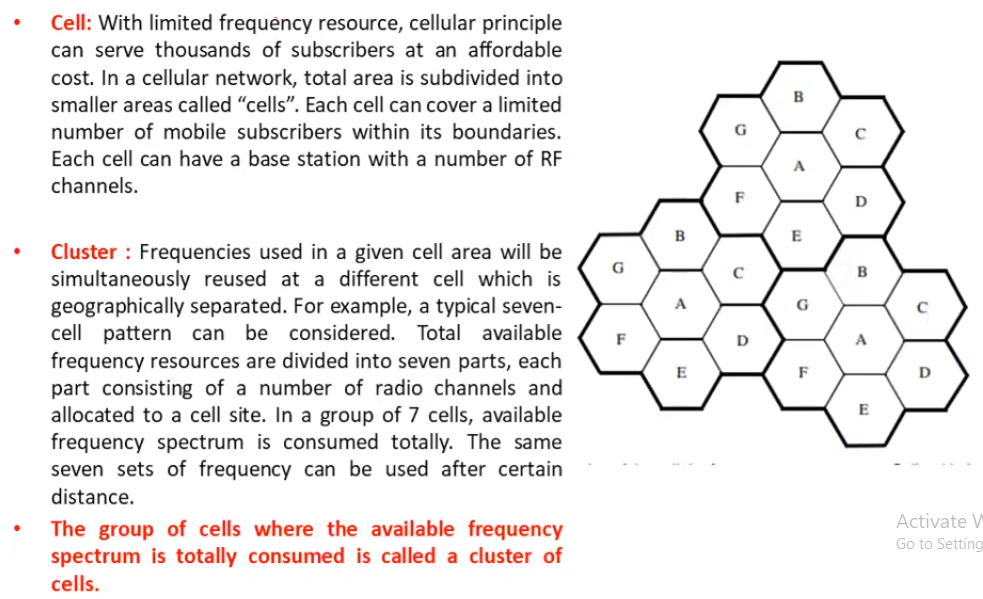 • Cell: With limited frequency resource, cellular principle
can serve thousands of subscribers at an affordable
cost. In a cellular network, total area is subdivided into
smaller areas called “cells”. Each cell can cover a limited
number of mobile subscribers within its boundaries.
Each cell can have a base station with a number of RF
channels.
• Cluster : Frequencies used in a given cell area will be
simultaneously reused at a different cell which is
geographically separated. For example, a typical seven-
cell pattern can be considered. Total available
frequency resources are divided into seven parts, each
part consisting of a number of radio channels and
allocated to a cell site. In a group of 7 cells, available
frequency spectrum is consumed totally. The same
seven sets of frequency can be used after certain
distance.
• The group of cells where the available frequency
spectrum is totally consumed is called a cluster of
cells.
B
G
C
A
F
D
E
B
G
C
A
F
D
E
B
G
C
A
F
D
E
Activate
Go to Setting